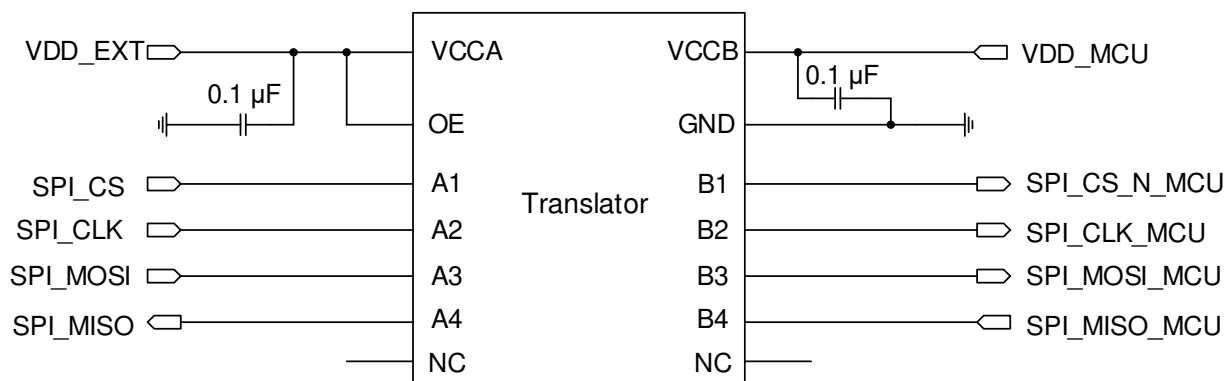 VDD_EXT VCCA VCCB VDD_MCU
0.1 µF 0.1 µF
OE GND
SPI_CS A1 B1 SPI_CS_N_MCU
Translator
SPI_CLK A2 B2 SPI_CLK_MCU
SPI_MOSI A3 B3 SPI_MOSI_MCU
SPI_MISO A4 B4 SPI_MISO_MCU
NC NC